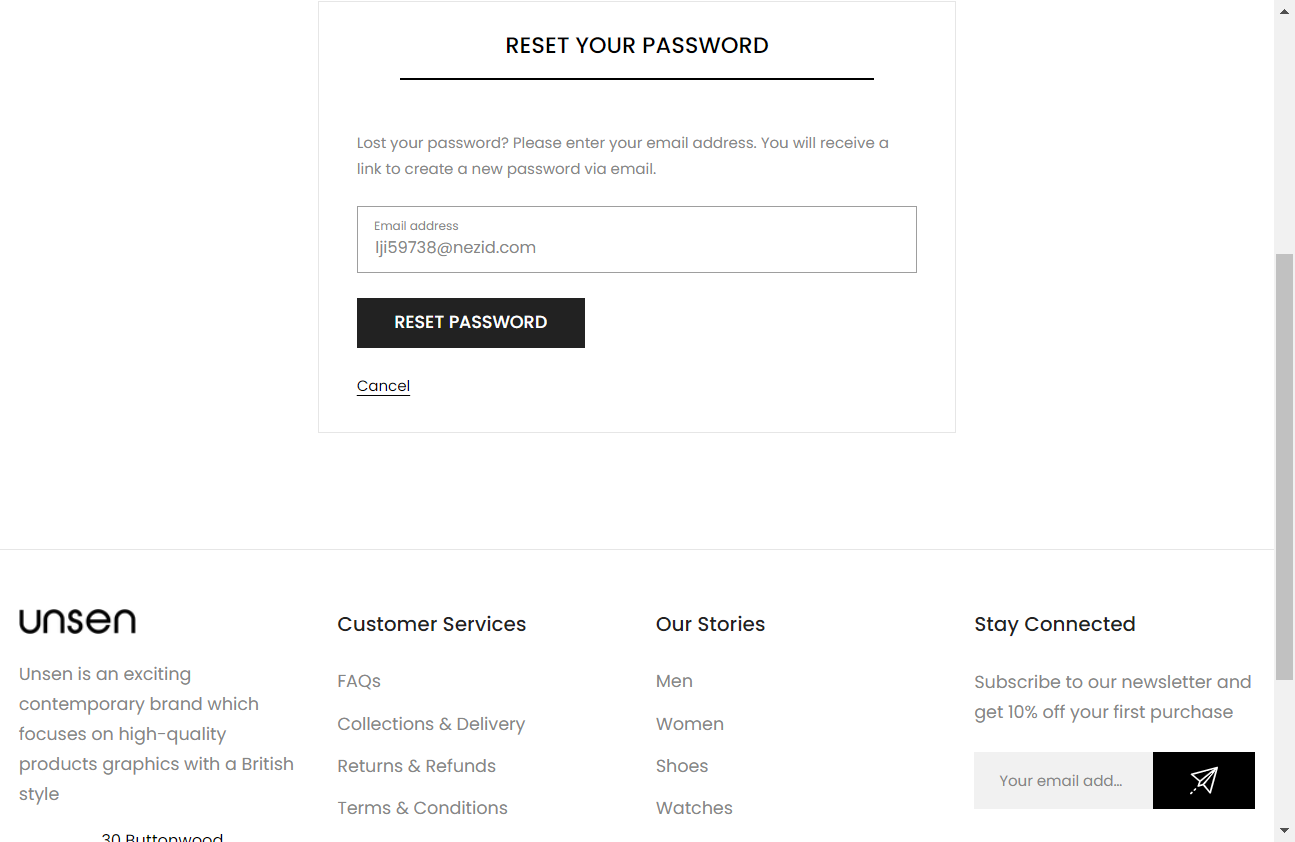 RESET YOUR PASSWORD
Lost your password? Please enter your email address. You will receive a
link to create a new password via email.
Email address
lji59738@nezid.com
RESET PASSWORD
Cancel
unsen
Unsen is an exciting
contemporary brand which
focuses on high-quality
products graphics with a British
style
30 Buttonwood
Customer Services
FAQs
Collections & Delivery
Returns & Refunds
Terms & Conditions
Our Stories
Men
Women
Shoes
Watches
Stay Connected
Subscribe to our newsletter and
get 10% off your first purchase
Your email add...